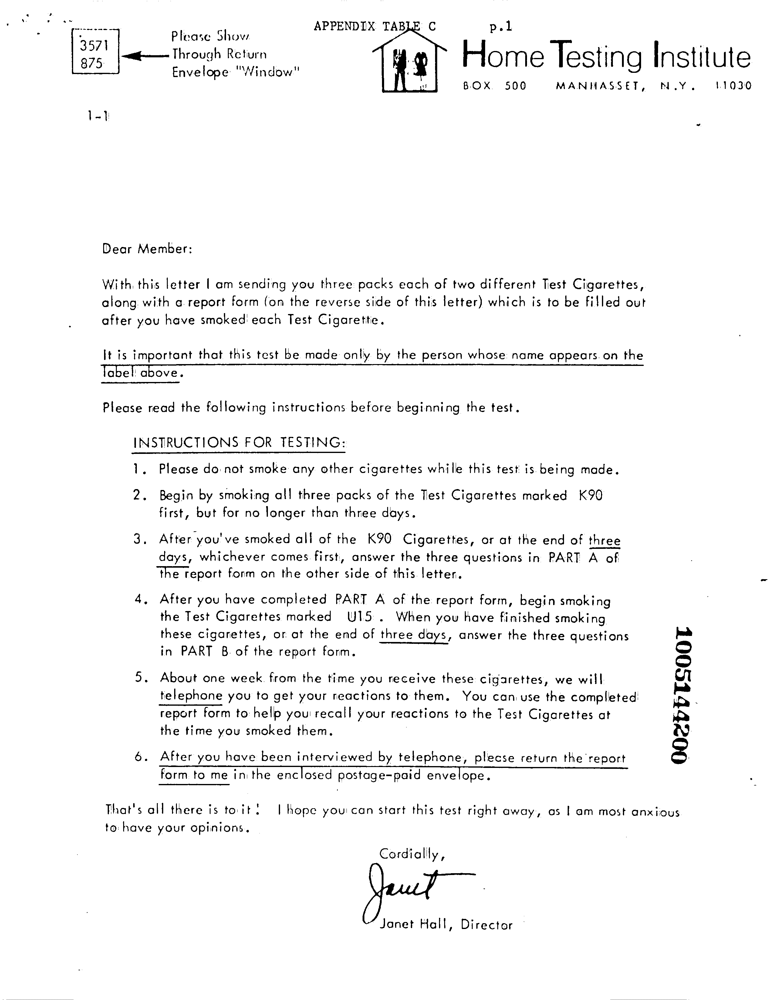 APPENDIX TABLE C p.1
3571
875
Please Show
Through Return
Envelope "Window"
Home Testing Institute
BOX 500 MANHASSET, N.Y. 11030
1-1
Dear Member:
With this letter I am sending you three packs each of two different Test Cigarettes,
along with a report form (on the reverse side of this letter) which is to be filled out
after you have smoked each Test Cigarette.
It is important that this test be made only by the person whose name appears on the
label above.
Please read the following instructions before beginning the test.
INSTRUCTIONS FOR TESTING:
1. Please do not smoke any other cigarettes while this test is being made.
2. Begin by smoking all three packs of the Test Cigarettes marked K90
first, but for no longer than three days.
3. After you've smoked all of the K90 Cigarettes, or at the end of three
days, whichever comes first, answer the three questions in PART A of
the report form on the other side of this letter.
4. After you have completed PART A of the report form, begin smoking
the Test Cigarettes marked U15 . When you have finished smoking
these cigarettes, or at the end of three days, answer the three questions
in PART B of the report form.
5. About one week from the time you receive these cigarettes, we will
telephone you to get your reactions to them. You can use the completed
report form to help you recall your reactions to the Test Cigarettes at
the time you smoked them.
6. After you have been interviewed by telephone, please return the report
form to me in the enclosed postage-paid envelope.
That's all there is to it! I hope you can start this test right away, as I am most anxious
to have your opinions.
Cordially,
Janet
Janet Hall, Director
1005144200